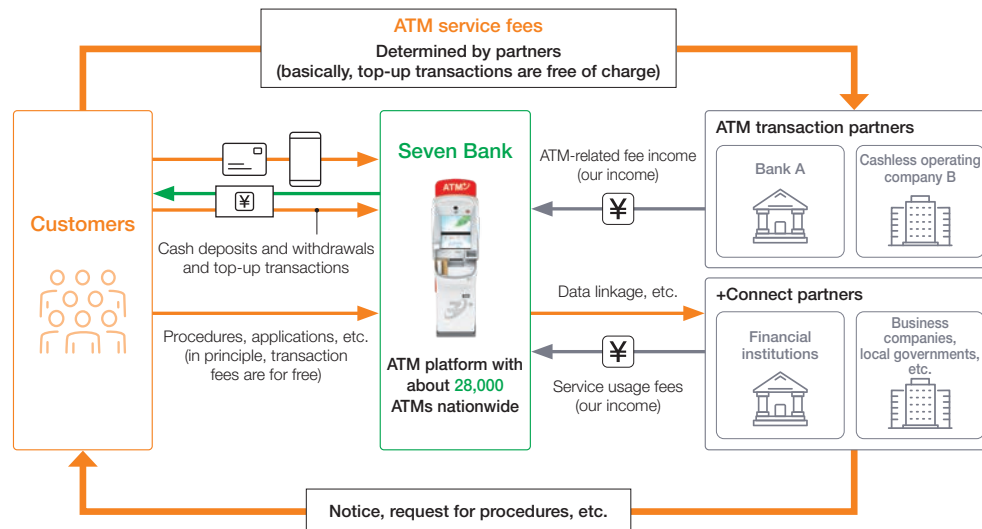 ATM service fees
Determined by partners
(basically, top-up transactions are free of charge)
Customers
¥
Cash deposits and withdrawals
and top-up transactions
Procedures, applications, etc.
(in principle, transaction
fees are for free)
Seven Bank
ATM
ATM platform with
about 28,000
ATMs nationwide
ATM-related fee income
(our income)
¥
Data linkage, etc.
¥
Service usage fees
(our income)
ATM transaction partners
Bank A
Cashless operating
company B
+Connect partners
Financial
institutions
Business
companies,
local governments,
etc.
Notice, request for procedures, etc.